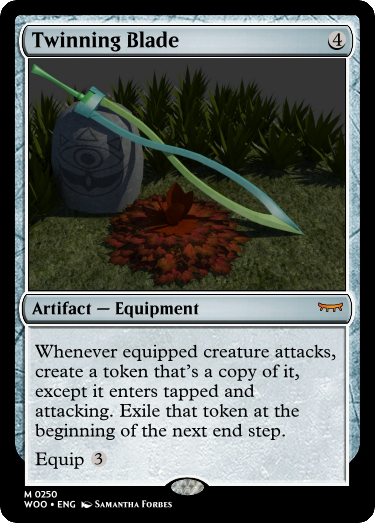 Twinning Blade 4
Artifact — Equipment
Whenever equipped creature attacks,
create a token that's a copy of it,
except it enters tapped and
attacking. Exile that token at the
beginning of the next end step.
Equip 3
M 0250
WOO • ENG Samantha Forbes